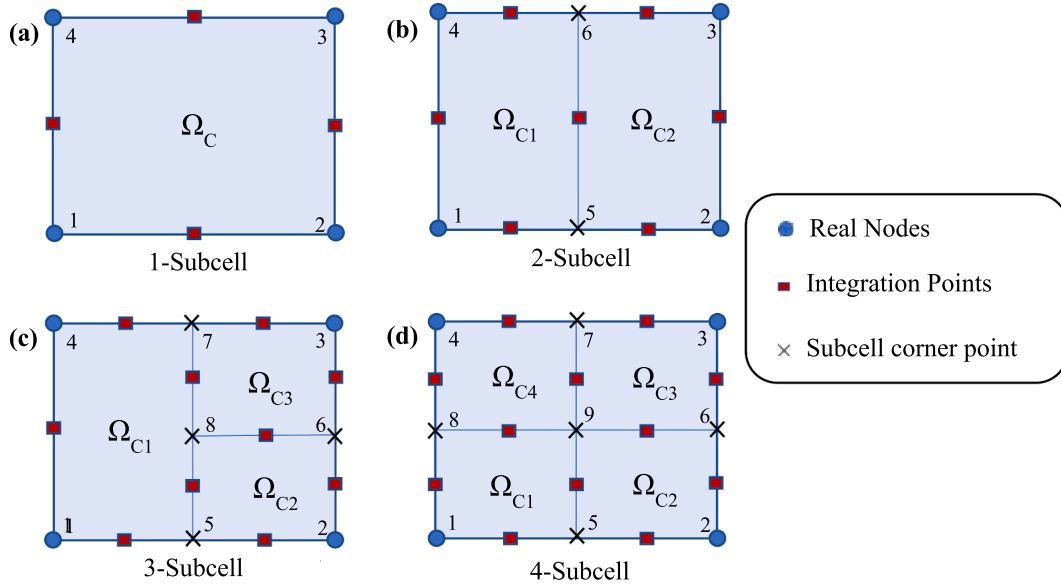 (a)
4
3
Ω_C
1
2
1-Subcell
(b)
4
6
3
Ω_C1
Ω_C2
1
5
2
2-Subcell
Real Nodes
Integration Points
Subcell corner point
(c)
4
7
3
Ω_C3
Ω_C1
8
6
Ω_C2
1
5
2
3-Subcell
(d)
4
7
3
Ω_C4
Ω_C3
8
9
6
Ω_C1
Ω_C2
1
5
2
4-Subcell